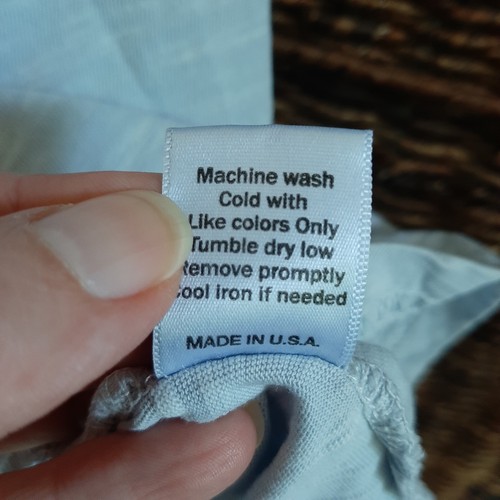 Machine wash
Cold with
Like colors Only
Tumble dry low
Remove promptly
Cool iron if needed
MADE IN U.S.A.